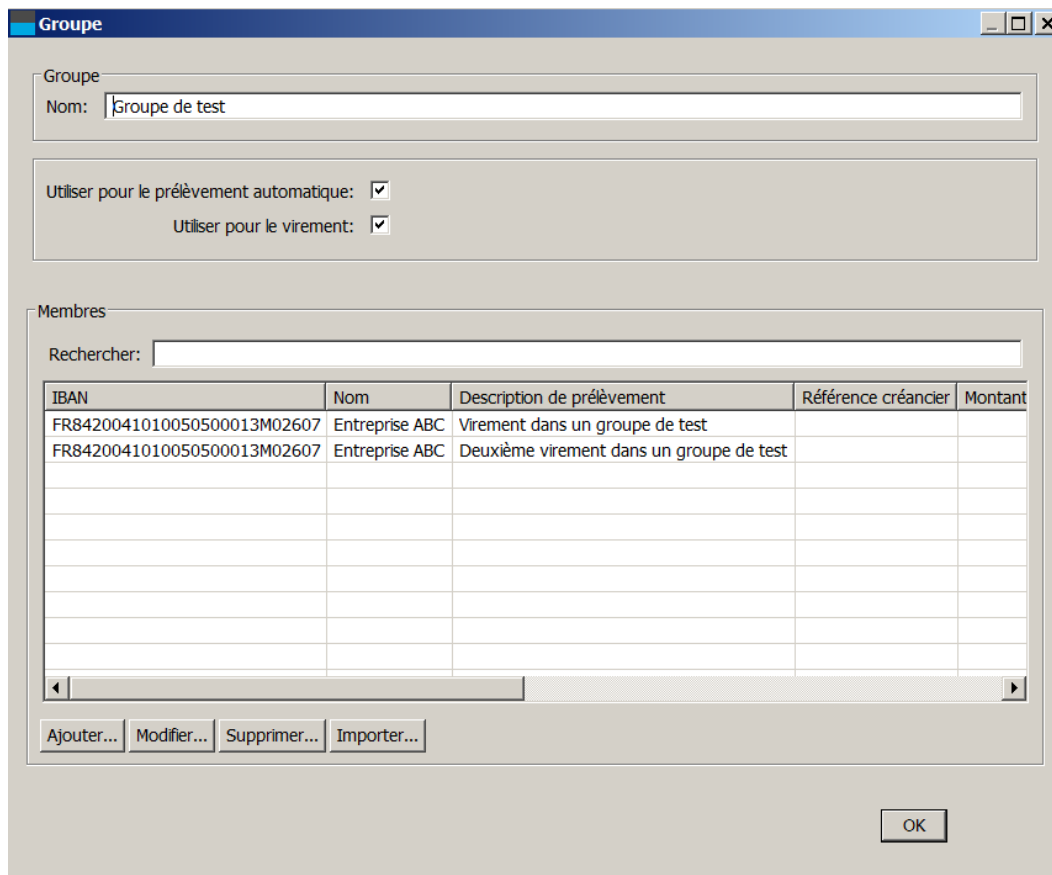 Groupe
Groupe
Nom: Groupe de test
Utiliser pour le prélèvement automatique:
Utiliser pour le virement:
Membres
Rechercher:
IBAN Nom Description de prélèvement Référence créancier Montant
FR8420041010050500013M02607 Entreprise ABC Virement dans un groupe de test
FR8420041010050500013M02607 Entreprise ABC Deuxième virement dans un groupe de test
Ajouter... Modifier... Supprimer... Importer...
OK